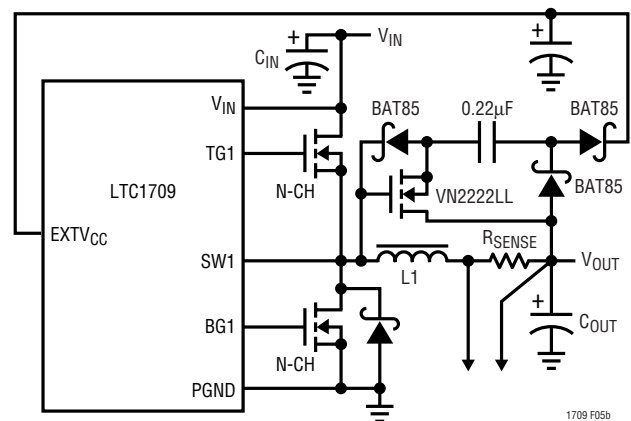 +
C_IN
V_IN
+
V_IN
BAT85
0.22μF
BAT85
TG1
N-CH
VN2222LL
BAT85
LTC1709
EXTV_CC
SW1
L1
R_SENSE
V_OUT
+
C_OUT
BG1
N-CH
PGND
1709 F05b